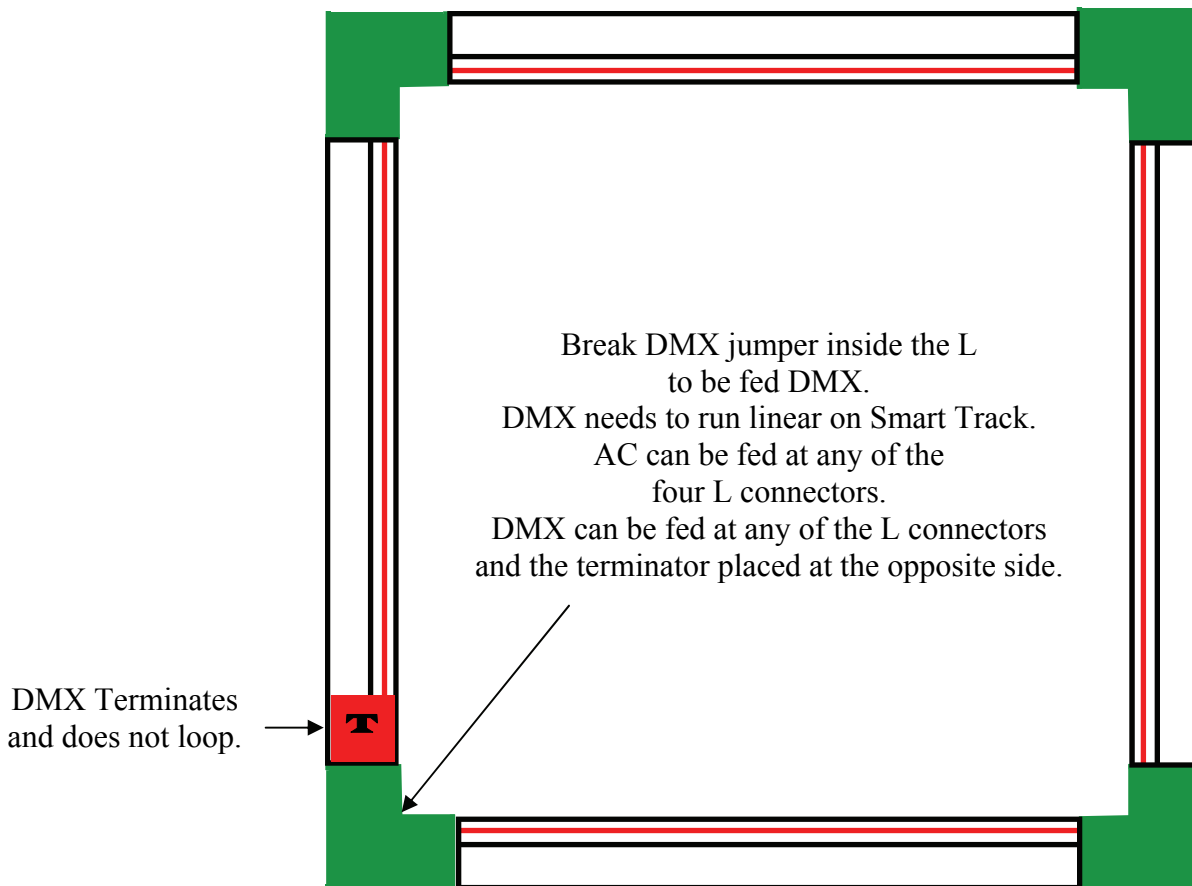 Break DMX jumper inside the L
to be fed DMX.
DMX needs to run linear on Smart Track.
AC can be fed at any of the
four L connectors.
DMX can be fed at any of the L connectors
and the terminator placed at the opposite side.
DMX Terminates
and does not loop.
T